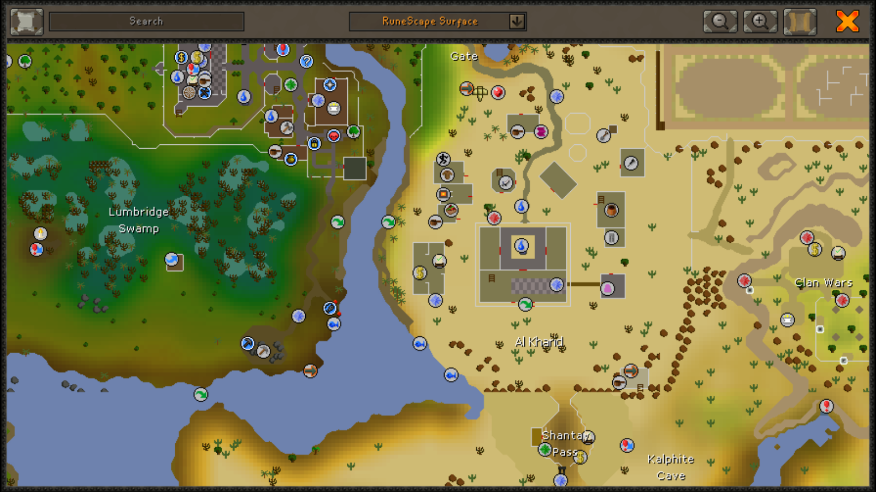 Search
RuneScape Surface
Gate
Lumbridge
Swamp
Clan Wars
Al Kharid
Shantay
Pass
Kalphite
Cave